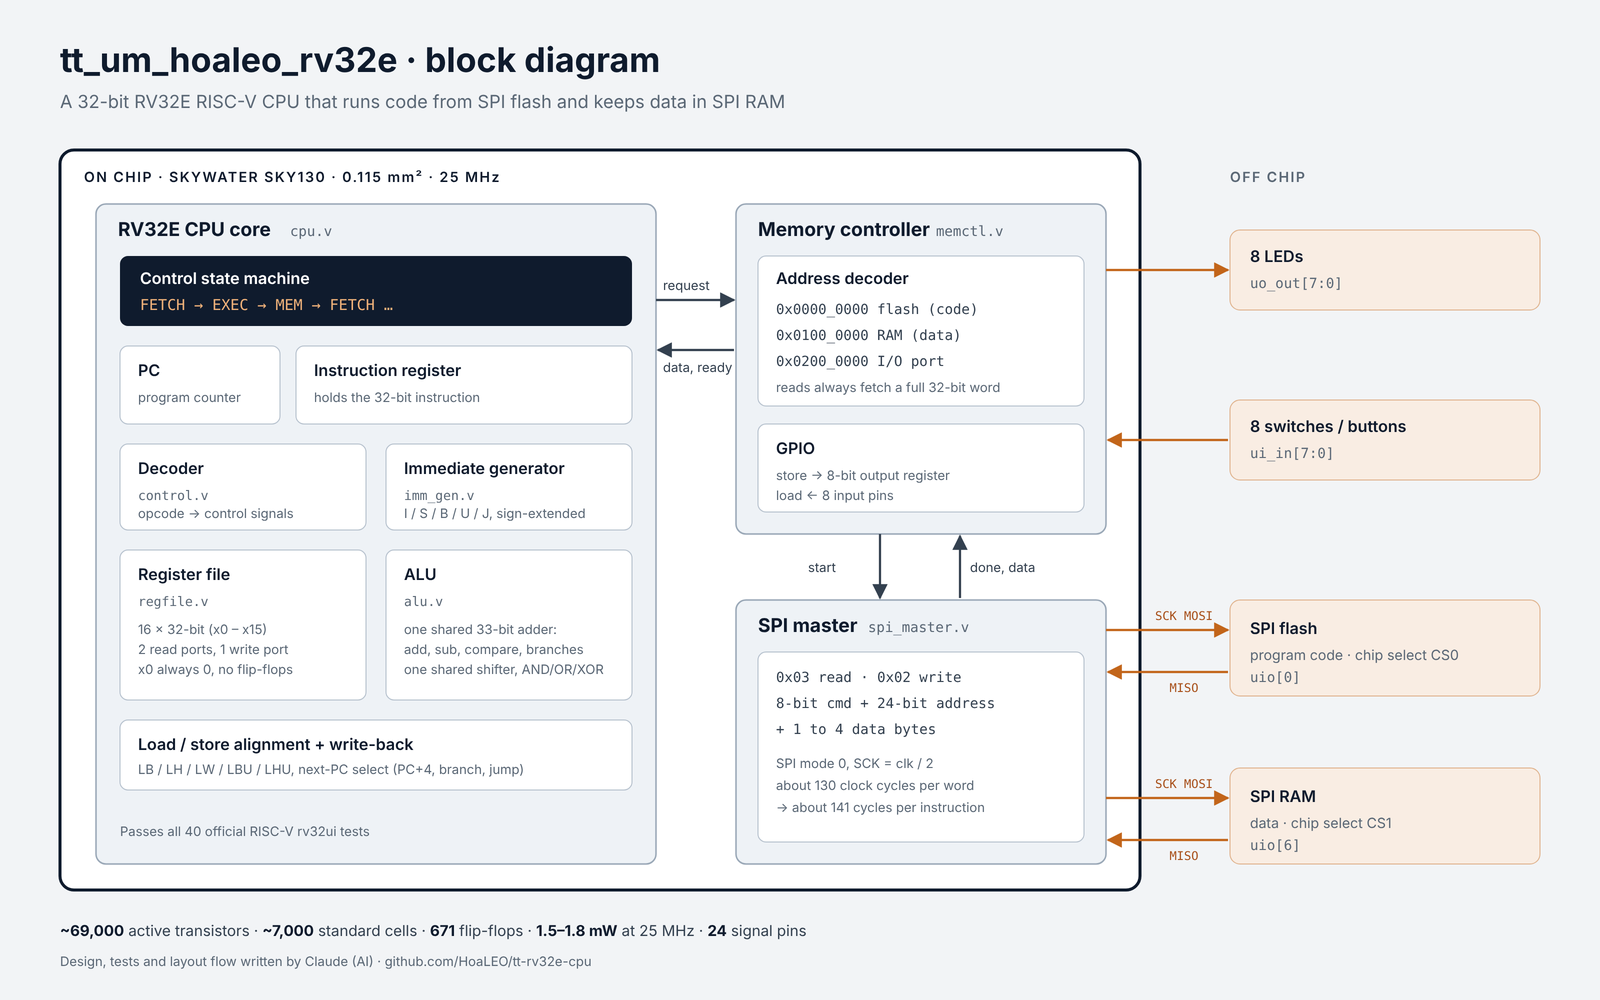 tt_um_hoaleo_rv32e · block diagram
A 32-bit RV32E RISC-V CPU that runs code from SPI flash and keeps data in SPI RAM
ON CHIP · SKYWATER SKY130 · 0.115 mm² · 25 MHz
OFF CHIP
RV32E CPU core cpu.v
Control state machine
FETCH → EXEC → MEM → FETCH …
PC
program counter
Instruction register
holds the 32-bit instruction
Decoder
control.v
opcode → control signals
Immediate generator
imm_gen.v
I / S / B / U / J, sign-extended
Register file
regfile.v
16 × 32-bit (x0 – x15)
2 read ports, 1 write port
x0 always 0, no flip-flops
ALU
alu.v
one shared 33-bit adder:
add, sub, compare, branches
one shared shifter, AND/OR/XOR
Load / store alignment + write-back
LB / LH / LW / LBU / LHU, next-PC select (PC+4, branch, jump)
Passes all 40 official RISC-V rv32ui tests
request
data, ready
Memory controller memctl.v
Address decoder
0x0000_0000 flash (code)
0x0100_0000 RAM (data)
0x0200_0000 I/O port
reads always fetch a full 32-bit word
GPIO
store → 8-bit output register
load ← 8 input pins
start
done, data
SPI master spi_master.v
0x03 read · 0x02 write
8-bit cmd + 24-bit address
+ 1 to 4 data bytes
SPI mode 0, SCK = clk / 2
about 130 clock cycles per word
→ about 141 cycles per instruction
8 LEDs
uo_out[7:0]
8 switches / buttons
ui_in[7:0]
SCK MOSI
MISO
SPI flash
program code · chip select CS0
uio[0]
SCK MOSI
MISO
SPI RAM
data · chip select CS1
uio[6]
~69,000 active transistors · ~7,000 standard cells · 671 flip-flops · 1.5–1.8 mW at 25 MHz · 24 signal pins
Design, tests and layout flow written by Claude (AI) · github.com/HoaLEO/tt-rv32e-cpu